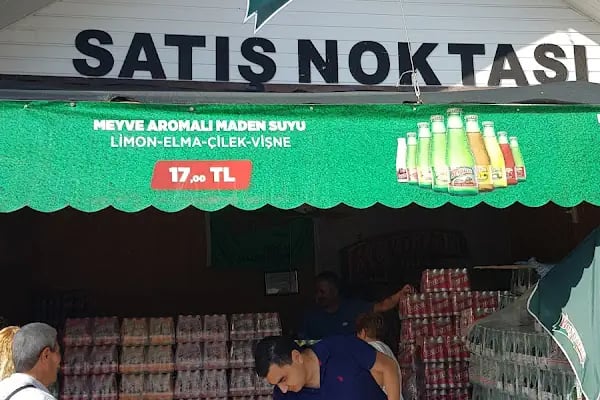 SATIŞ NOKTASI
MEYVE AROMALI MADEN SUYU
LİMON-ELMA-ÇİLEK-VİŞNE
17,00 TL